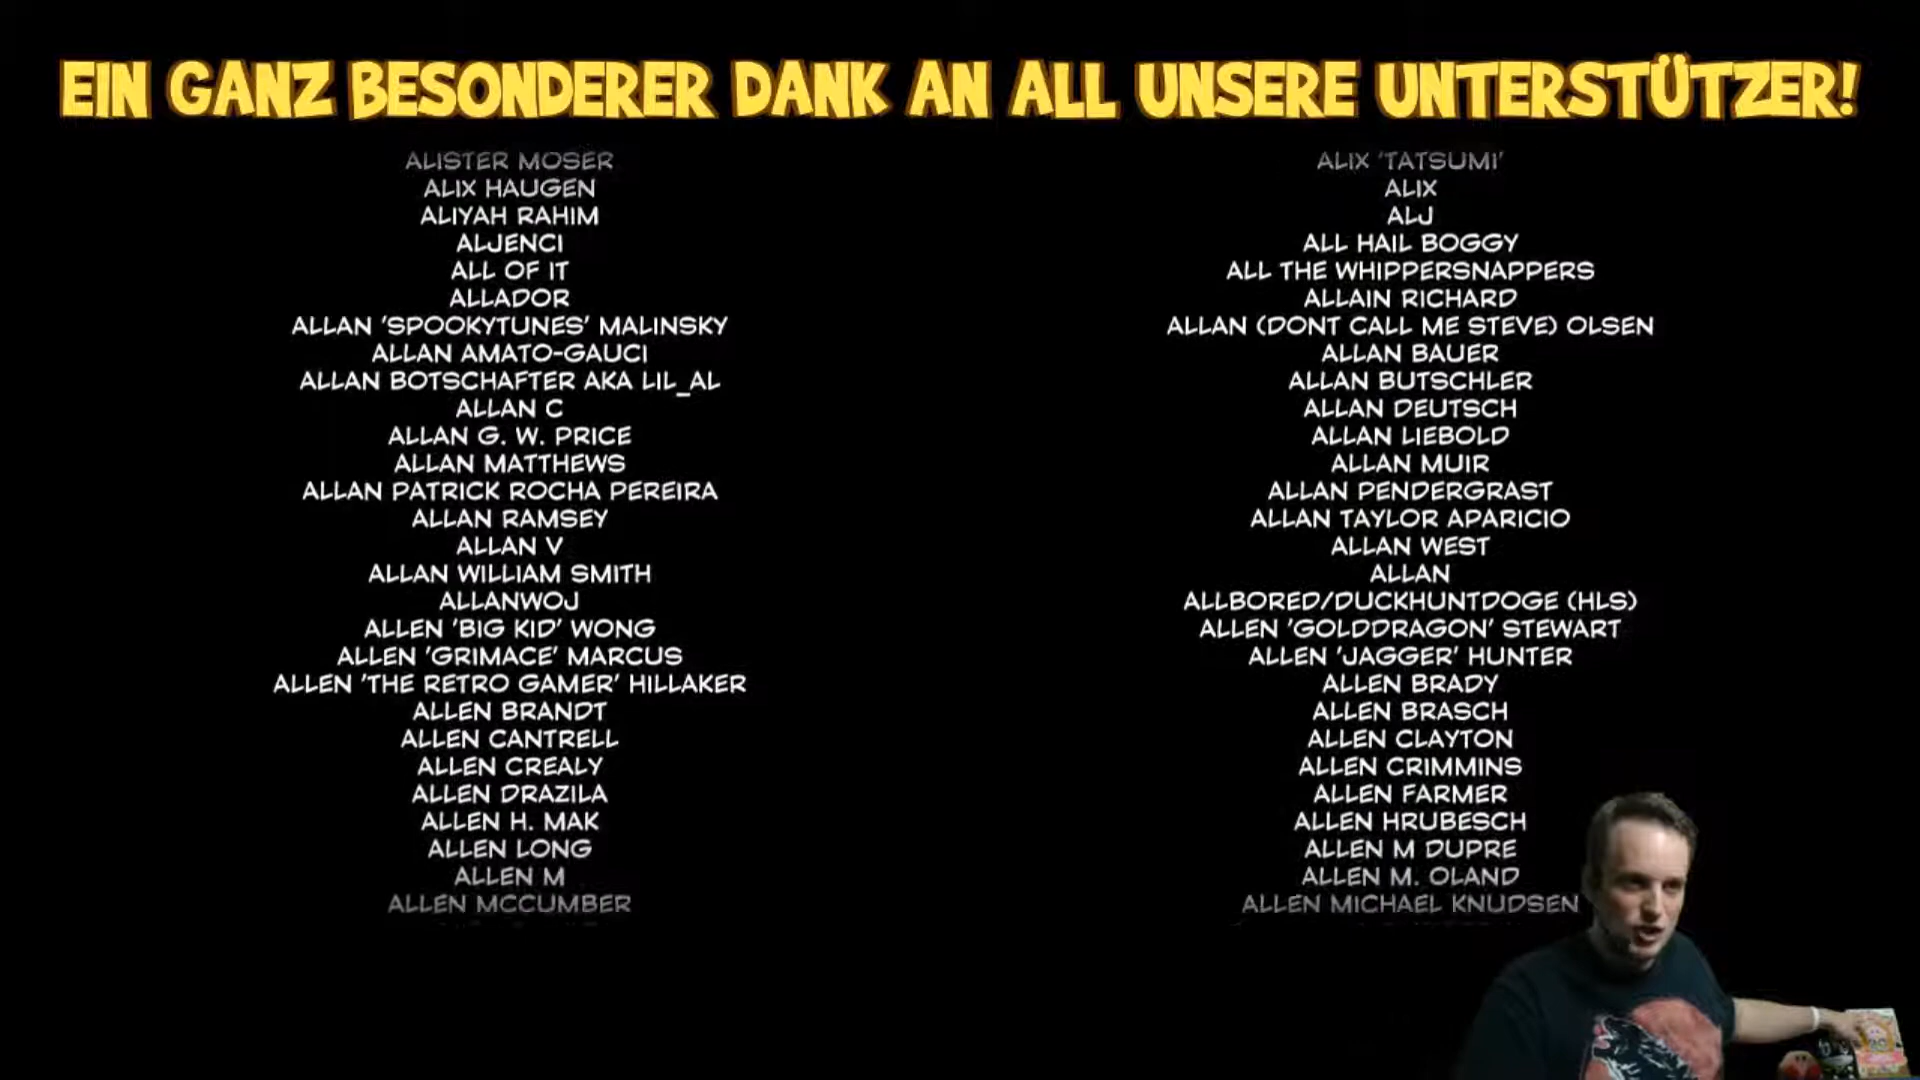 EIN GANZ BESONDERER DANK AN ALL UNSERE UNTERSTÜTZER!
ALISTER MOSER
ALIX HAUGEN
ALIYAH RAHIM
ALJENCI
ALL OF IT
ALLADOR
ALLAN 'SPOOKYTUNES' MALINSKY
ALLAN AMATO-GAUCI
ALLAN BOTSCHAFTER AKA LIL_AL
ALLAN C
ALLAN G. W. PRICE
ALLAN MATTHEWS
ALLAN PATRICK ROCHA PEREIRA
ALLAN RAMSEY
ALLAN V
ALLAN WILLIAM SMITH
ALLANWOJ
ALLEN 'BIG KID' WONG
ALLEN 'GRIMACE' MARCUS
ALLEN 'THE RETRO GAMER' HILLAKER
ALLEN BRANDT
ALLEN CANTRELL
ALLEN CREALY
ALLEN DRAZILA
ALLEN H. MAK
ALLEN LONG
ALLEN M
ALLEN MCCUMBER
ALIX 'TATSUMI'
ALIX
ALJ
ALL HAIL BOGGY
ALL THE WHIPPERSNAPPERS
ALLAIN RICHARD
ALLAN (DONT CALL ME STEVE) OLSEN
ALLAN BAUER
ALLAN BUTSCHLER
ALLAN DEUTSCH
ALLAN LIEBOLD
ALLAN MUIR
ALLAN PENDERGRAST
ALLAN TAYLOR APARICIO
ALLAN WEST
ALLAN
ALLBORED/DUCKHUNTDOGE (HLS)
ALLEN 'GOLDDRAGON' STEWART
ALLEN 'JAGGER' HUNTER
ALLEN BRADY
ALLEN BRASCH
ALLEN CLAYTON
ALLEN CRIMMINS
ALLEN FARMER
ALLEN HRUBESCH
ALLEN M DUPRE
ALLEN M. OLAND
ALLEN MICHAEL KNUDSEN